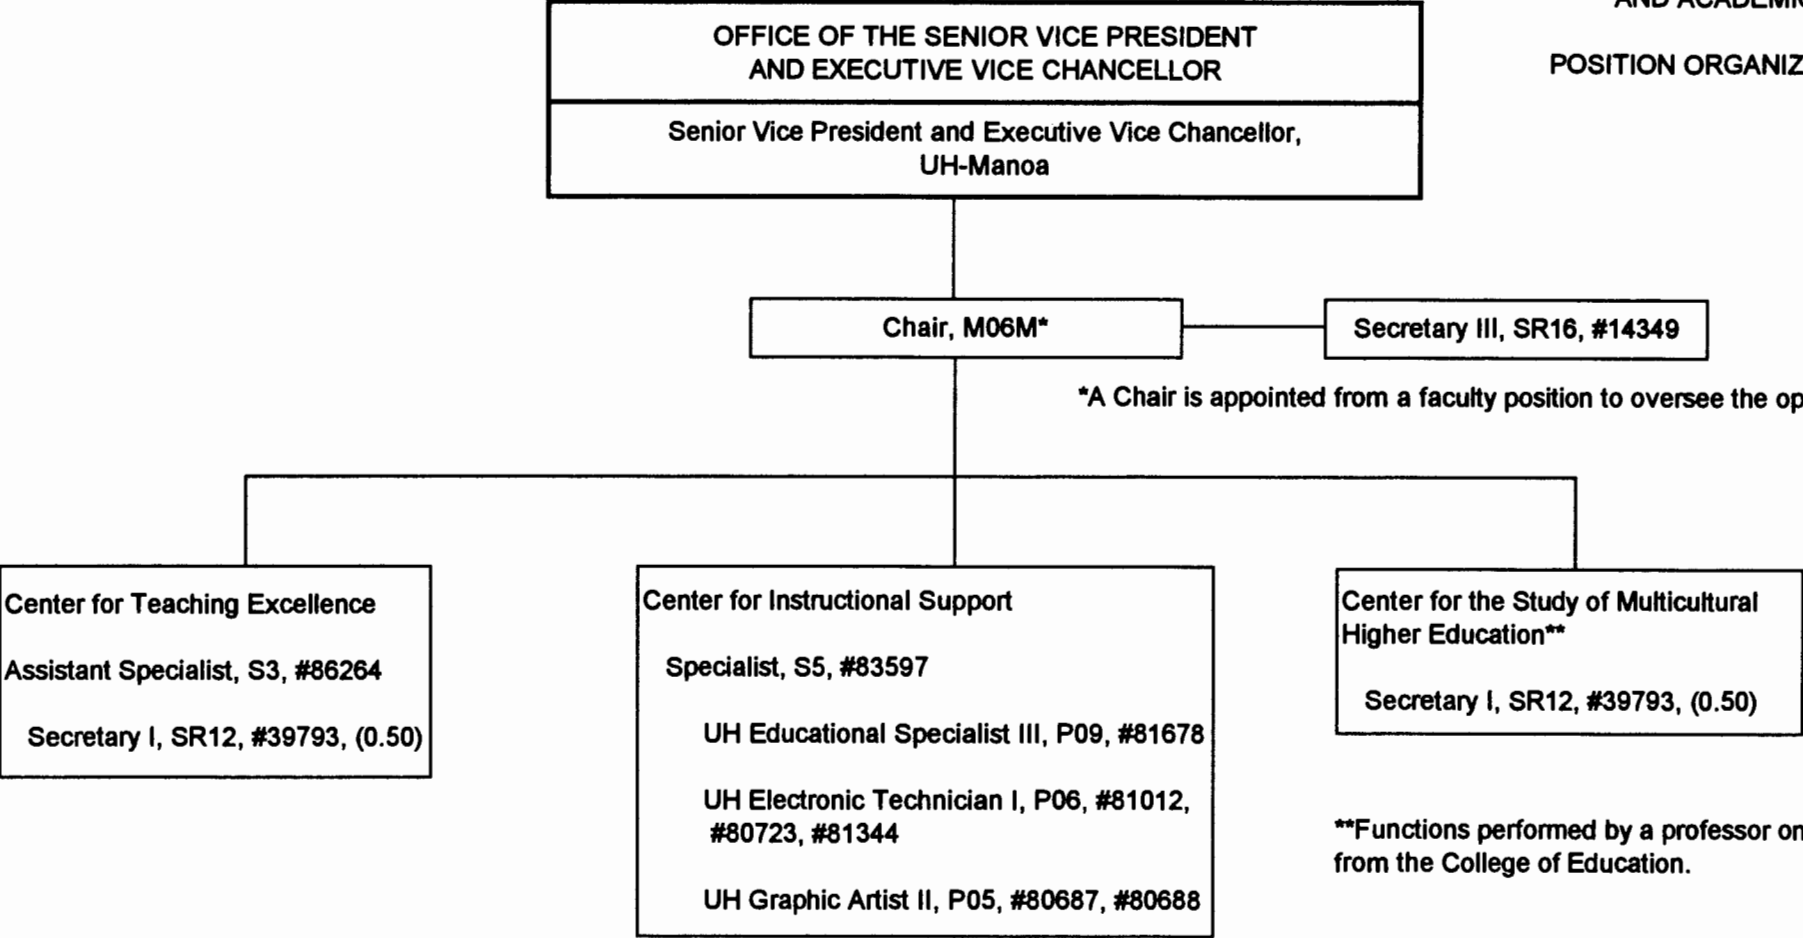 AND ACADEMI
POSITION ORGANIZ
OFFICE OF THE SENIOR VICE PRESIDENT
AND EXECUTIVE VICE CHANCELLOR
Senior Vice President and Executive Vice Chancellor,
UH-Manoa
Chair, M06M*
Secretary III, SR16, #14349
*A Chair is appointed from a faculty position to oversee the op
Center for Teaching Excellence
Assistant Specialist, S3, #86264
Secretary I, SR12, #39793, (0.50)
Center for Instructional Support
Specialist, S5, #83597
UH Educational Specialist III, P09, #81678
UH Electronic Technician I, P06, #81012,
#80723, #81344
UH Graphic Artist II, P05, #80687, #80688
Center for the Study of Multicultural
Higher Education**
Secretary I, SR12, #39793, (0.50)
**Functions performed by a professor on
from the College of Education.